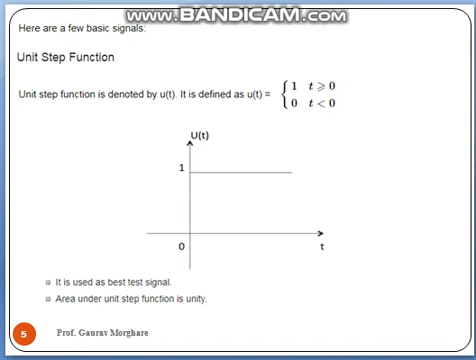 www.BANDICAM.com
Here are a few basic signals:
Unit Step Function
Unit step function is denoted by u(t). It is defined as u(t) = { 1 t ⩾ 0
0 t < 0
U(t)
1
0
t
It is used as best test signal.
Area under unit step function is unity.
5 Prof. Gaurav Morghare